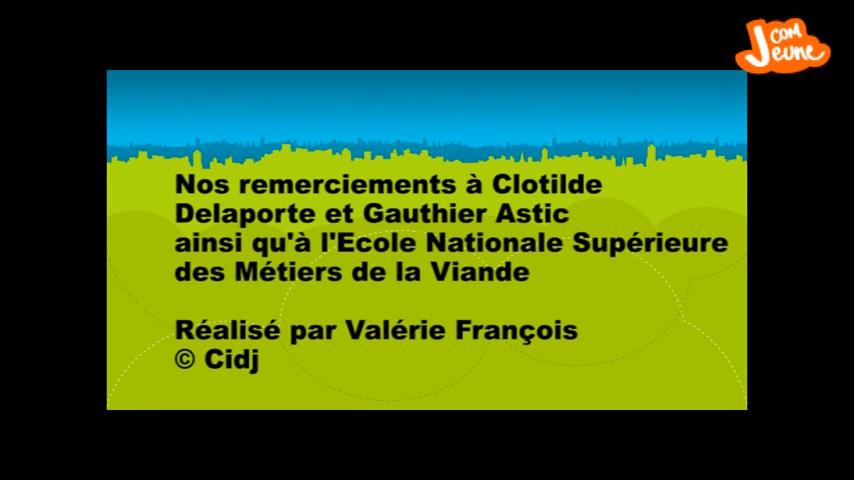 J COM
Jeune
Nos remerciements à Clotilde
Delaporte et Gauthier Astic
ainsi qu'à l'Ecole Nationale Supérieure
des Métiers de la Viande
Réalisé par Valérie François
© Cidj